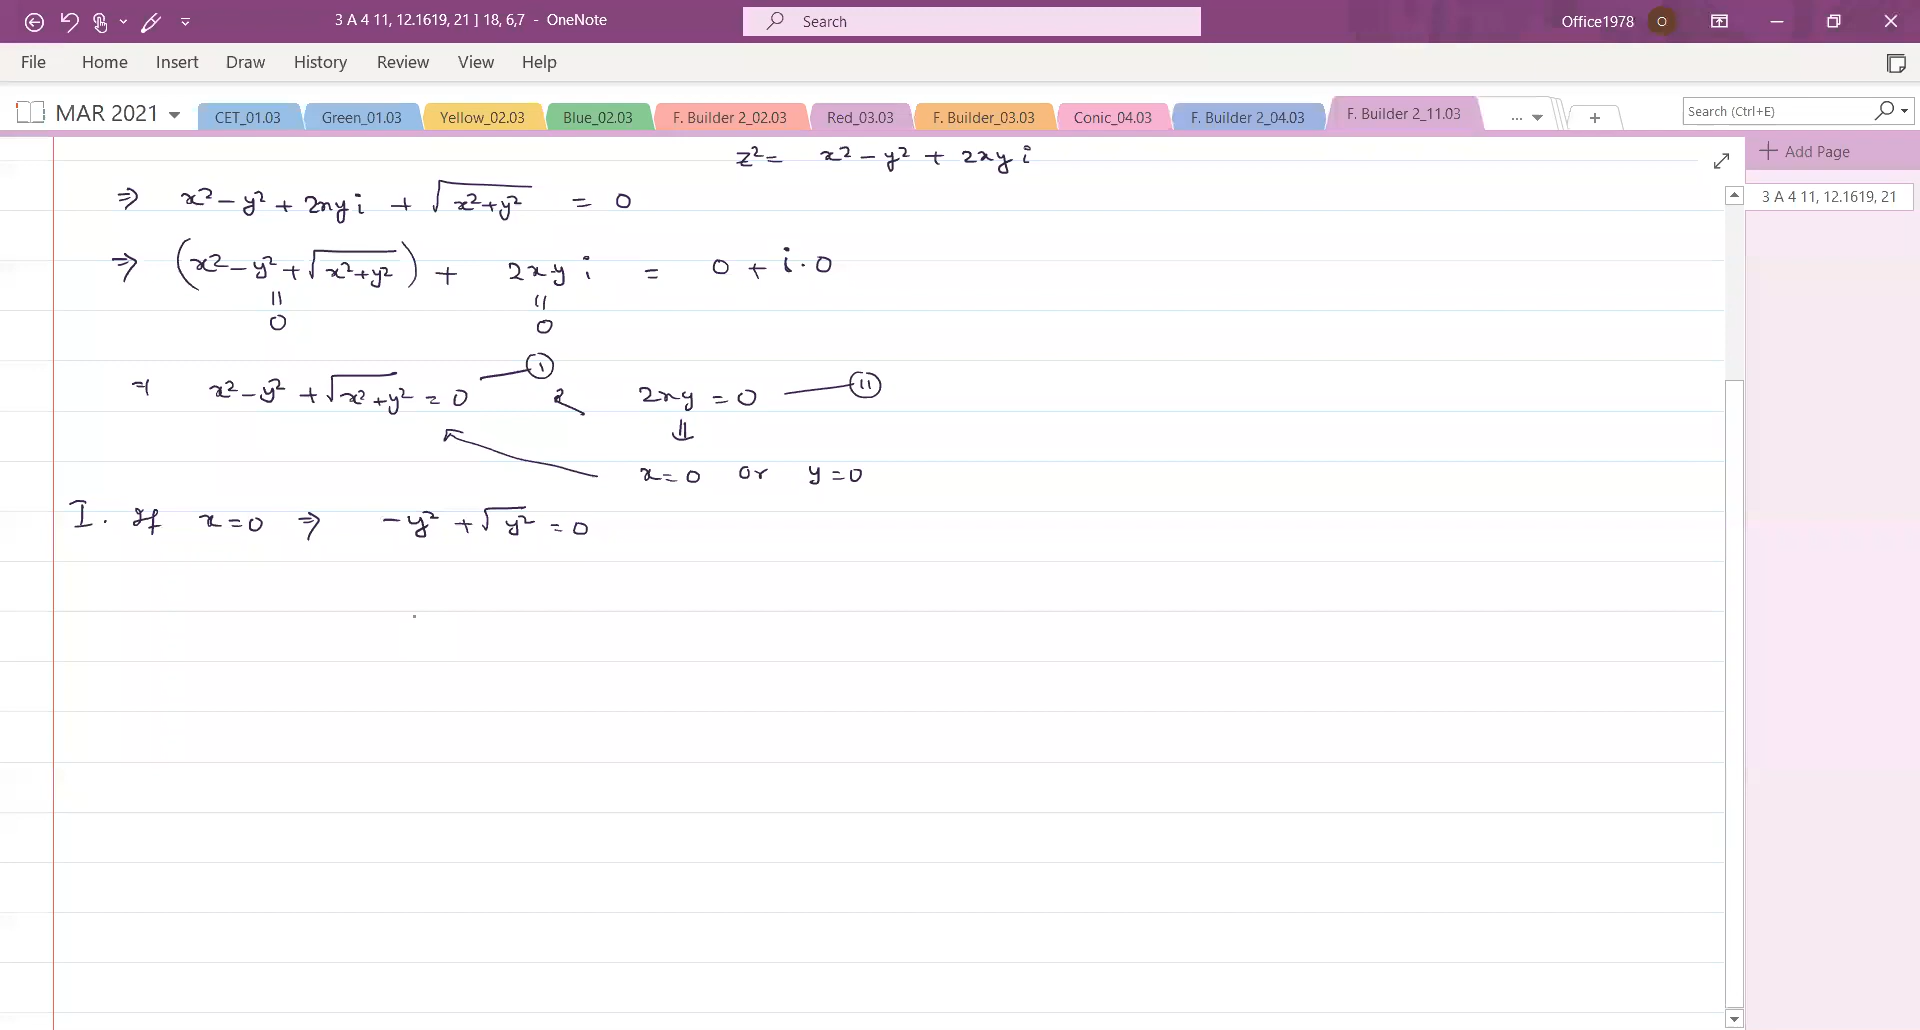 3 A 4 11, 12.1619, 21 ] 18, 6,7 - OneNote
Search
Office1978
O
File Home Insert Draw History Review View Help
MAR 2021
CET_01.03
Green_01.03
Yellow_02.03
Blue_02.03
F. Builder 2_02.03
Red_03.03
F. Builder_03.03
Conic_04.03
F. Builder 2_04.03
F. Builder 2_11.03
...
+
Search (Ctrl+E)
+ Add Page
3 A 4 11, 12.1619, 21
z² = x² - y² + 2xy i
⇒ x² - y² + 2xy i + √(x² + y²) = 0
⇒ (x² - y² + √(x² + y²)) + 2xy i = 0 + i · 0
|| ||
0 0
⇒ x² - y² + √(x² + y²) = 0 — (I) & 2xy = 0 — (II)
⇓
x = 0 or y = 0
I. If x = 0 ⇒ -y² + √(y²) = 0